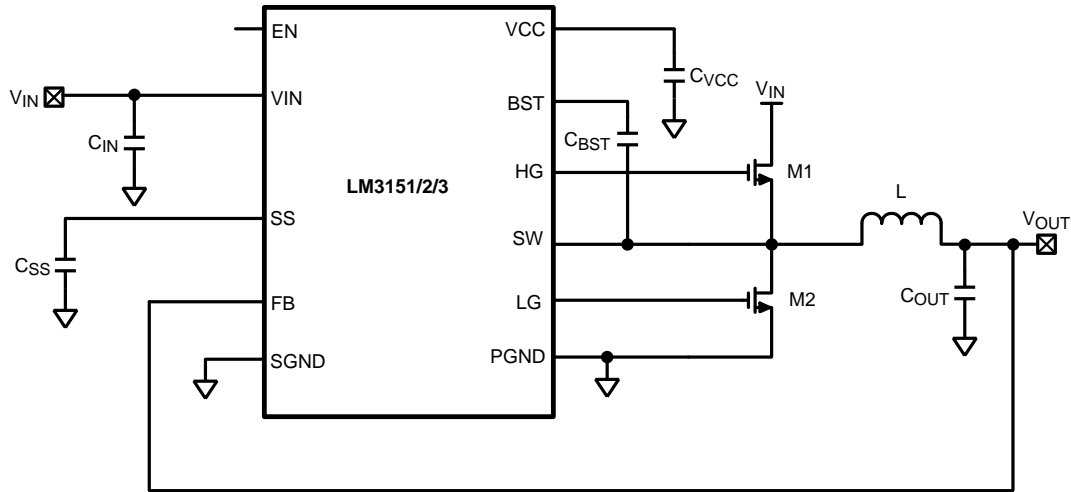 EN
VCC
CVCC
VIN
VIN
VIN
BST
CIN
CBST
HG
M1
LM3151/2/3
L
SS
SW
VOUT
CSS
FB
LG
M2
COUT
SGND
PGND